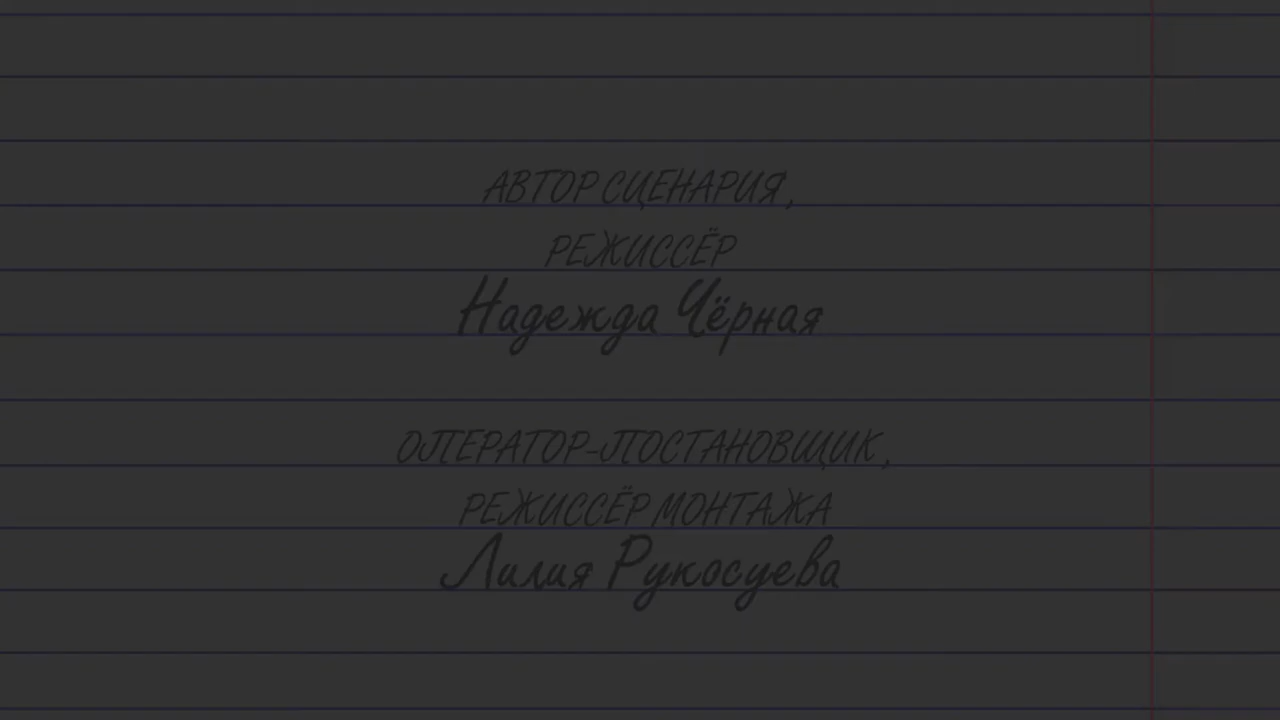 АВТОР СЦЕНАРИЯ,
РЕЖИССЁР
Надежда Чёрная
ОПЕРАТОР-ПОСТАНОВЩИК,
РЕЖИССЁР МОНТАЖА
Лилия Рукосуева